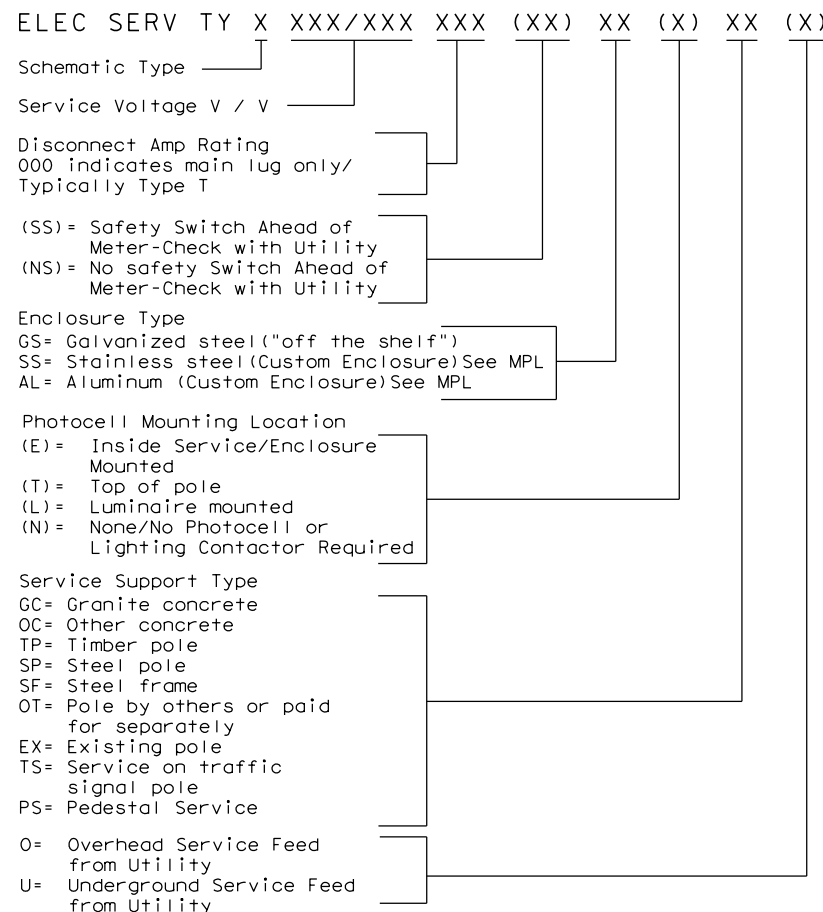 ELEC SERV TY X XXX/XXX XXX (XX) XX (X) XX (X)
Schematic Type
Service Voltage V / V
Disconnect Amp Rating
000 indicates main lug only/
Typically Type T
(SS)= Safety Switch Ahead of
Meter-Check with Utility
(NS)= No safety Switch Ahead of
Meter-Check with Utility
Enclosure Type
GS= Galvanized steel("off the shelf")
SS= Stainless steel(Custom Enclosure)See MPL
AL= Aluminum (Custom Enclosure)See MPL
Photocell Mounting Location
(E)= Inside Service/Enclosure
Mounted
(T)= Top of pole
(L)= Luminaire mounted
(N)= None/No Photocell or
Lighting Contactor Required
Service Support Type
GC= Granite concrete
OC= Other concrete
TP= Timber pole
SP= Steel pole
SF= Steel frame
OT= Pole by others or paid
for separately
EX= Existing pole
TS= Service on traffic
signal pole
PS= Pedestal Service
O= Overhead Service Feed
from Utility
U= Underground Service Feed
from Utility